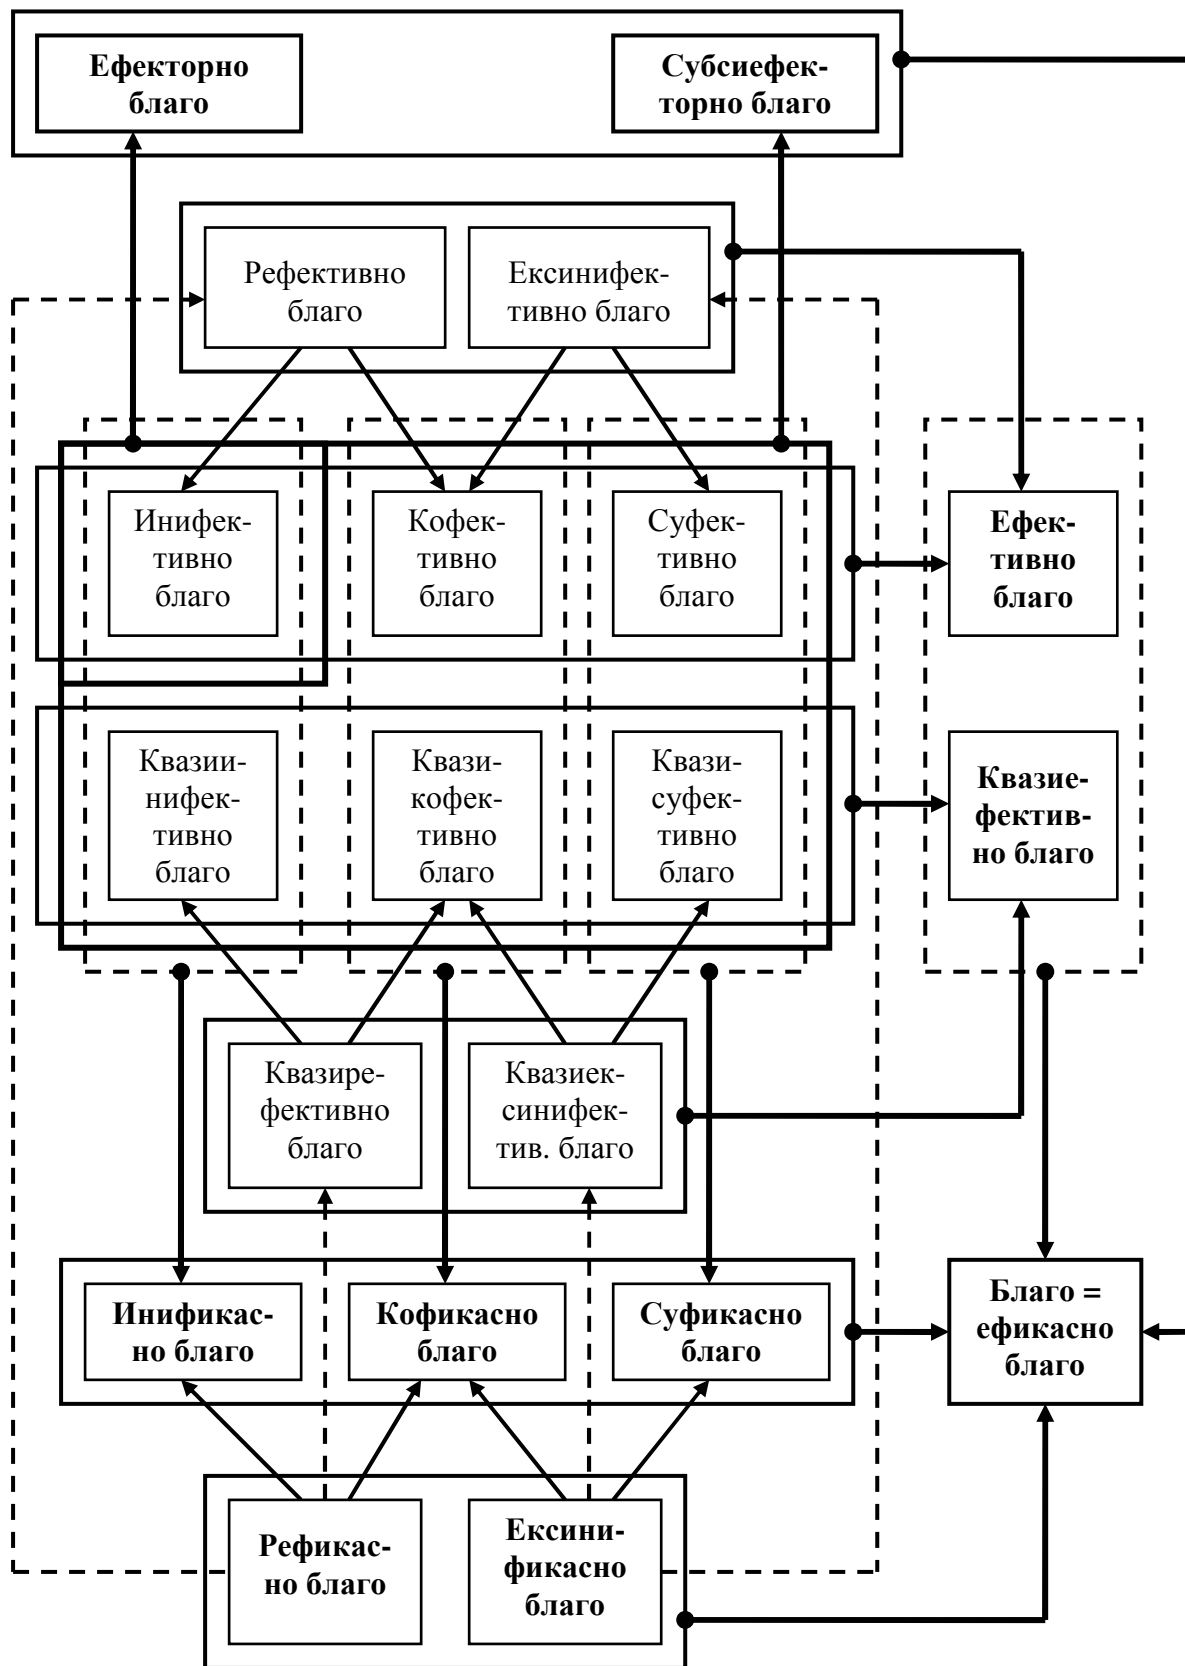 Ефекторно
благо
Субсиефек-
торно благо
Рефективно
благо
Ексинифек-
тивно благо
Инифек-
тивно
благо
Кофек-
тивно
благо
Суфек-
тивно
благо
Ефек-
тивно
благо
Квазии-
нифек-
тивно
благо
Квази-
кофек-
тивно
благо
Квази-
суфек-
тивно
благо
Квазие-
фектив-
но благо
Квазире-
фективно
благо
Квазиек-
синифек-
тив. благо
Инификас-
но благо
Кофикасно
благо
Суфикасно
благо
Благо =
ефикасно
благо
Рефикас-
но благо
Ексини-
фикасно
благо